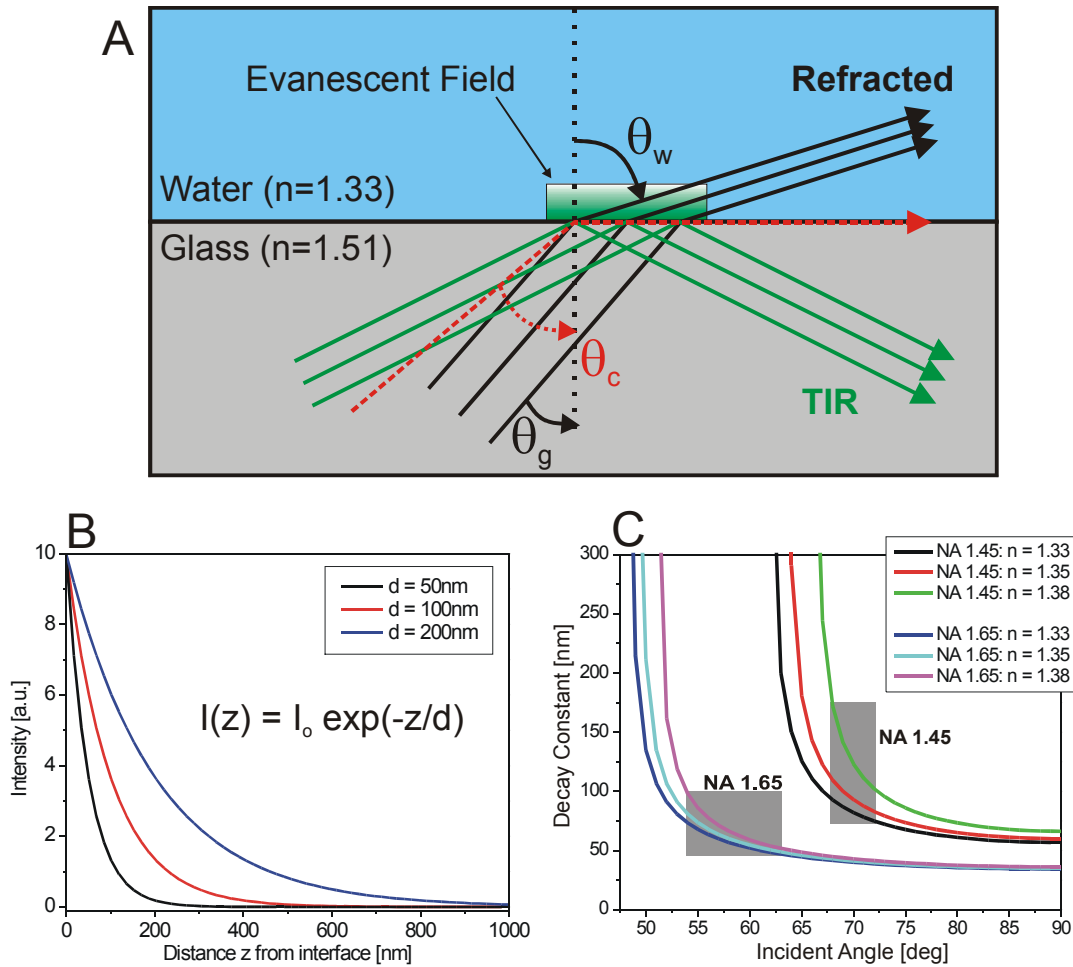 A
Evanescent Field
Refracted
θw
Water (n=1.33)
Glass (n=1.51)
θc
TIR
θg
B
10
8
6
4
2
0
Intensity [a.u.]
d = 50nm
d = 100nm
d = 200nm
I(z) = Io exp(-z/d)
0
200
400
600
800
1000
Distance z from interface [nm]
C
300
250
200
150
100
50
0
Decay Constant [nm]
NA 1.45: n = 1.33
NA 1.45: n = 1.35
NA 1.45: n = 1.38
NA 1.65: n = 1.33
NA 1.65: n = 1.35
NA 1.65: n = 1.38
NA 1.45
NA 1.65
50
55
60
65
70
75
80
85
90
Incident Angle [deg]